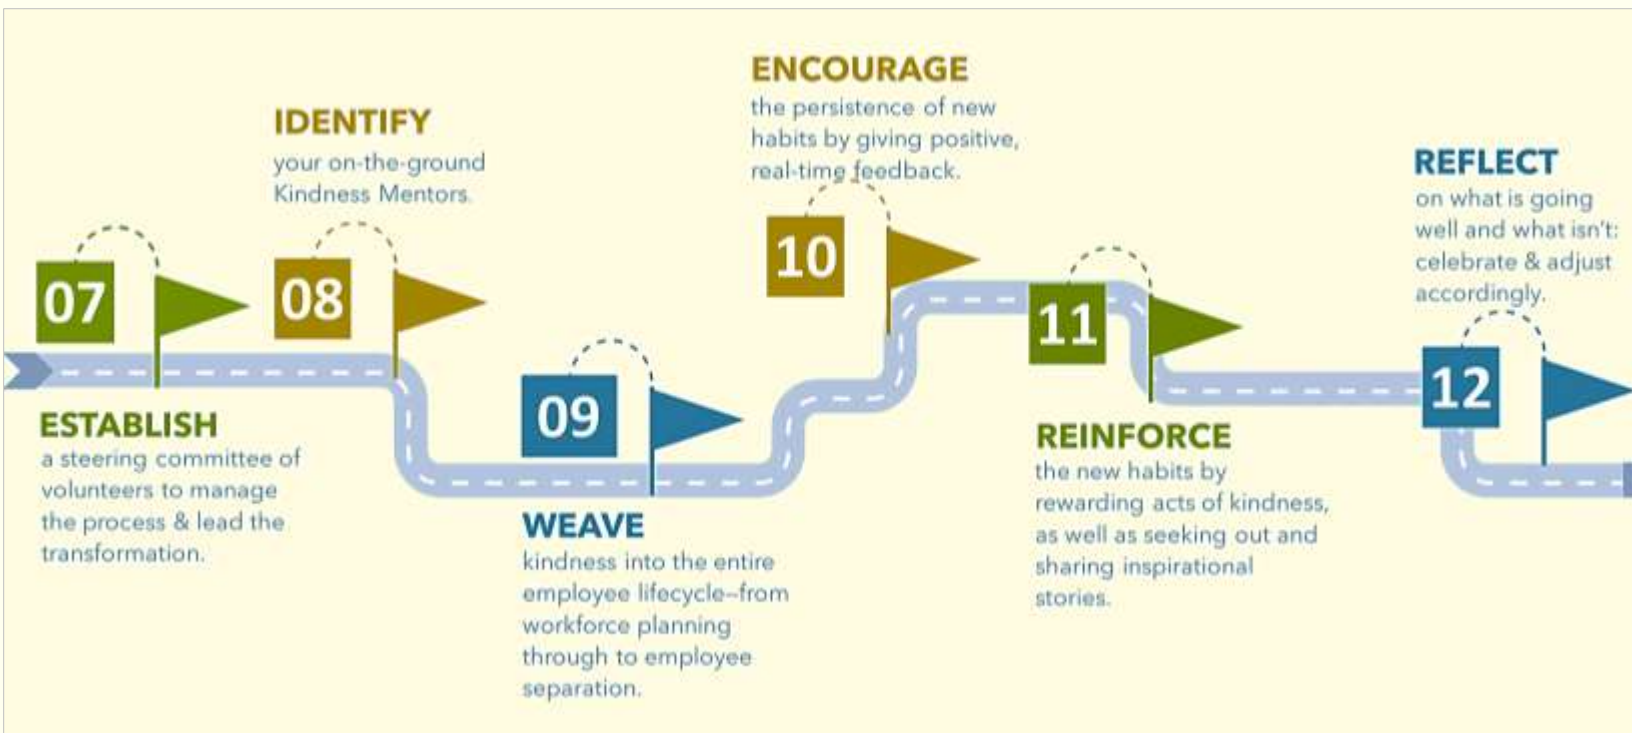 07
ESTABLISH
a steering committee of
volunteers to manage
the process & lead the
transformation.
IDENTIFY
your on-the-ground
Kindness Mentors.
08
09
WEAVE
kindness into the entire
employee lifecycle–from
workforce planning
through to employee
separation.
ENCOURAGE
the persistence of new
habits by giving positive,
real-time feedback.
10
11
REINFORCE
the new habits by
rewarding acts of kindness,
as well as seeking out and
sharing inspirational
stories.
REFLECT
on what is going
well and what isn't:
celebrate & adjust
accordingly.
12